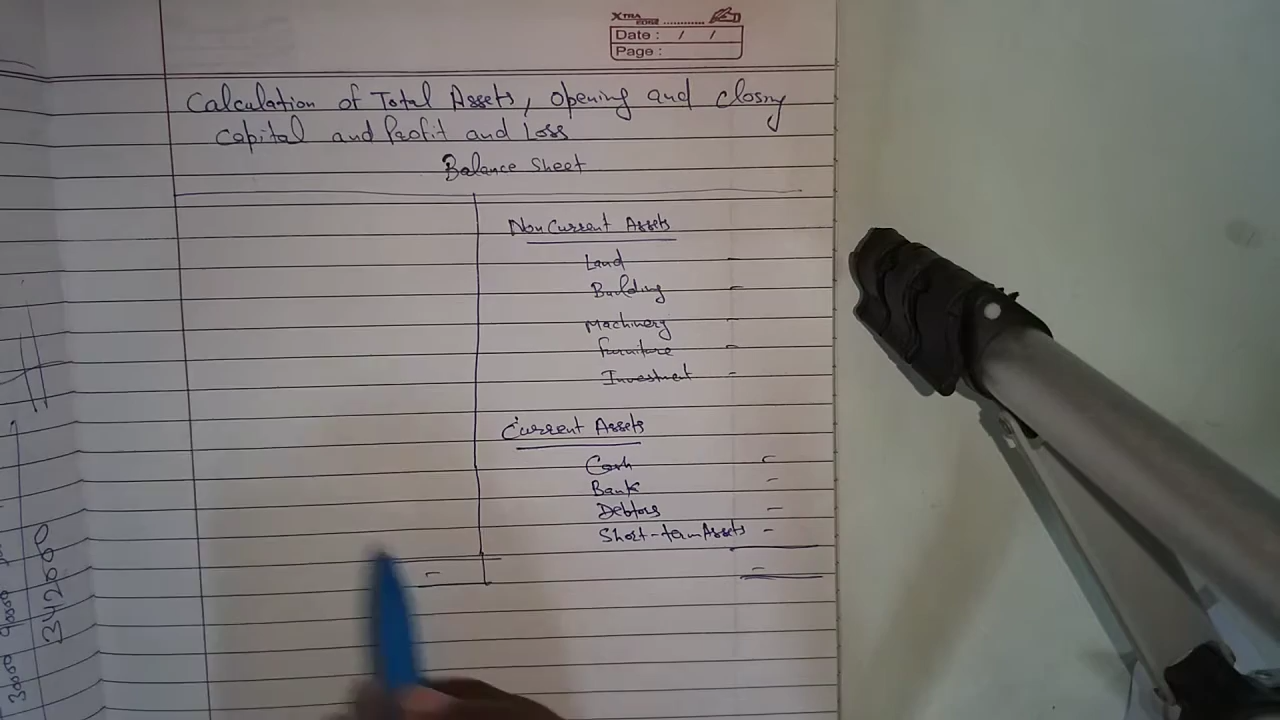 XTRA EDGE ..........
Date : / /
Page :
Calculation of Total Assets, Opening and closing
Capital and Profit and Loss
Balance Sheet
Non Current Assets
Land -
Building -
Machinery -
Furniture -
Investment -
Current Assets
Cash -
Bank -
Debtors -
Short-term Assets -
- -
342000